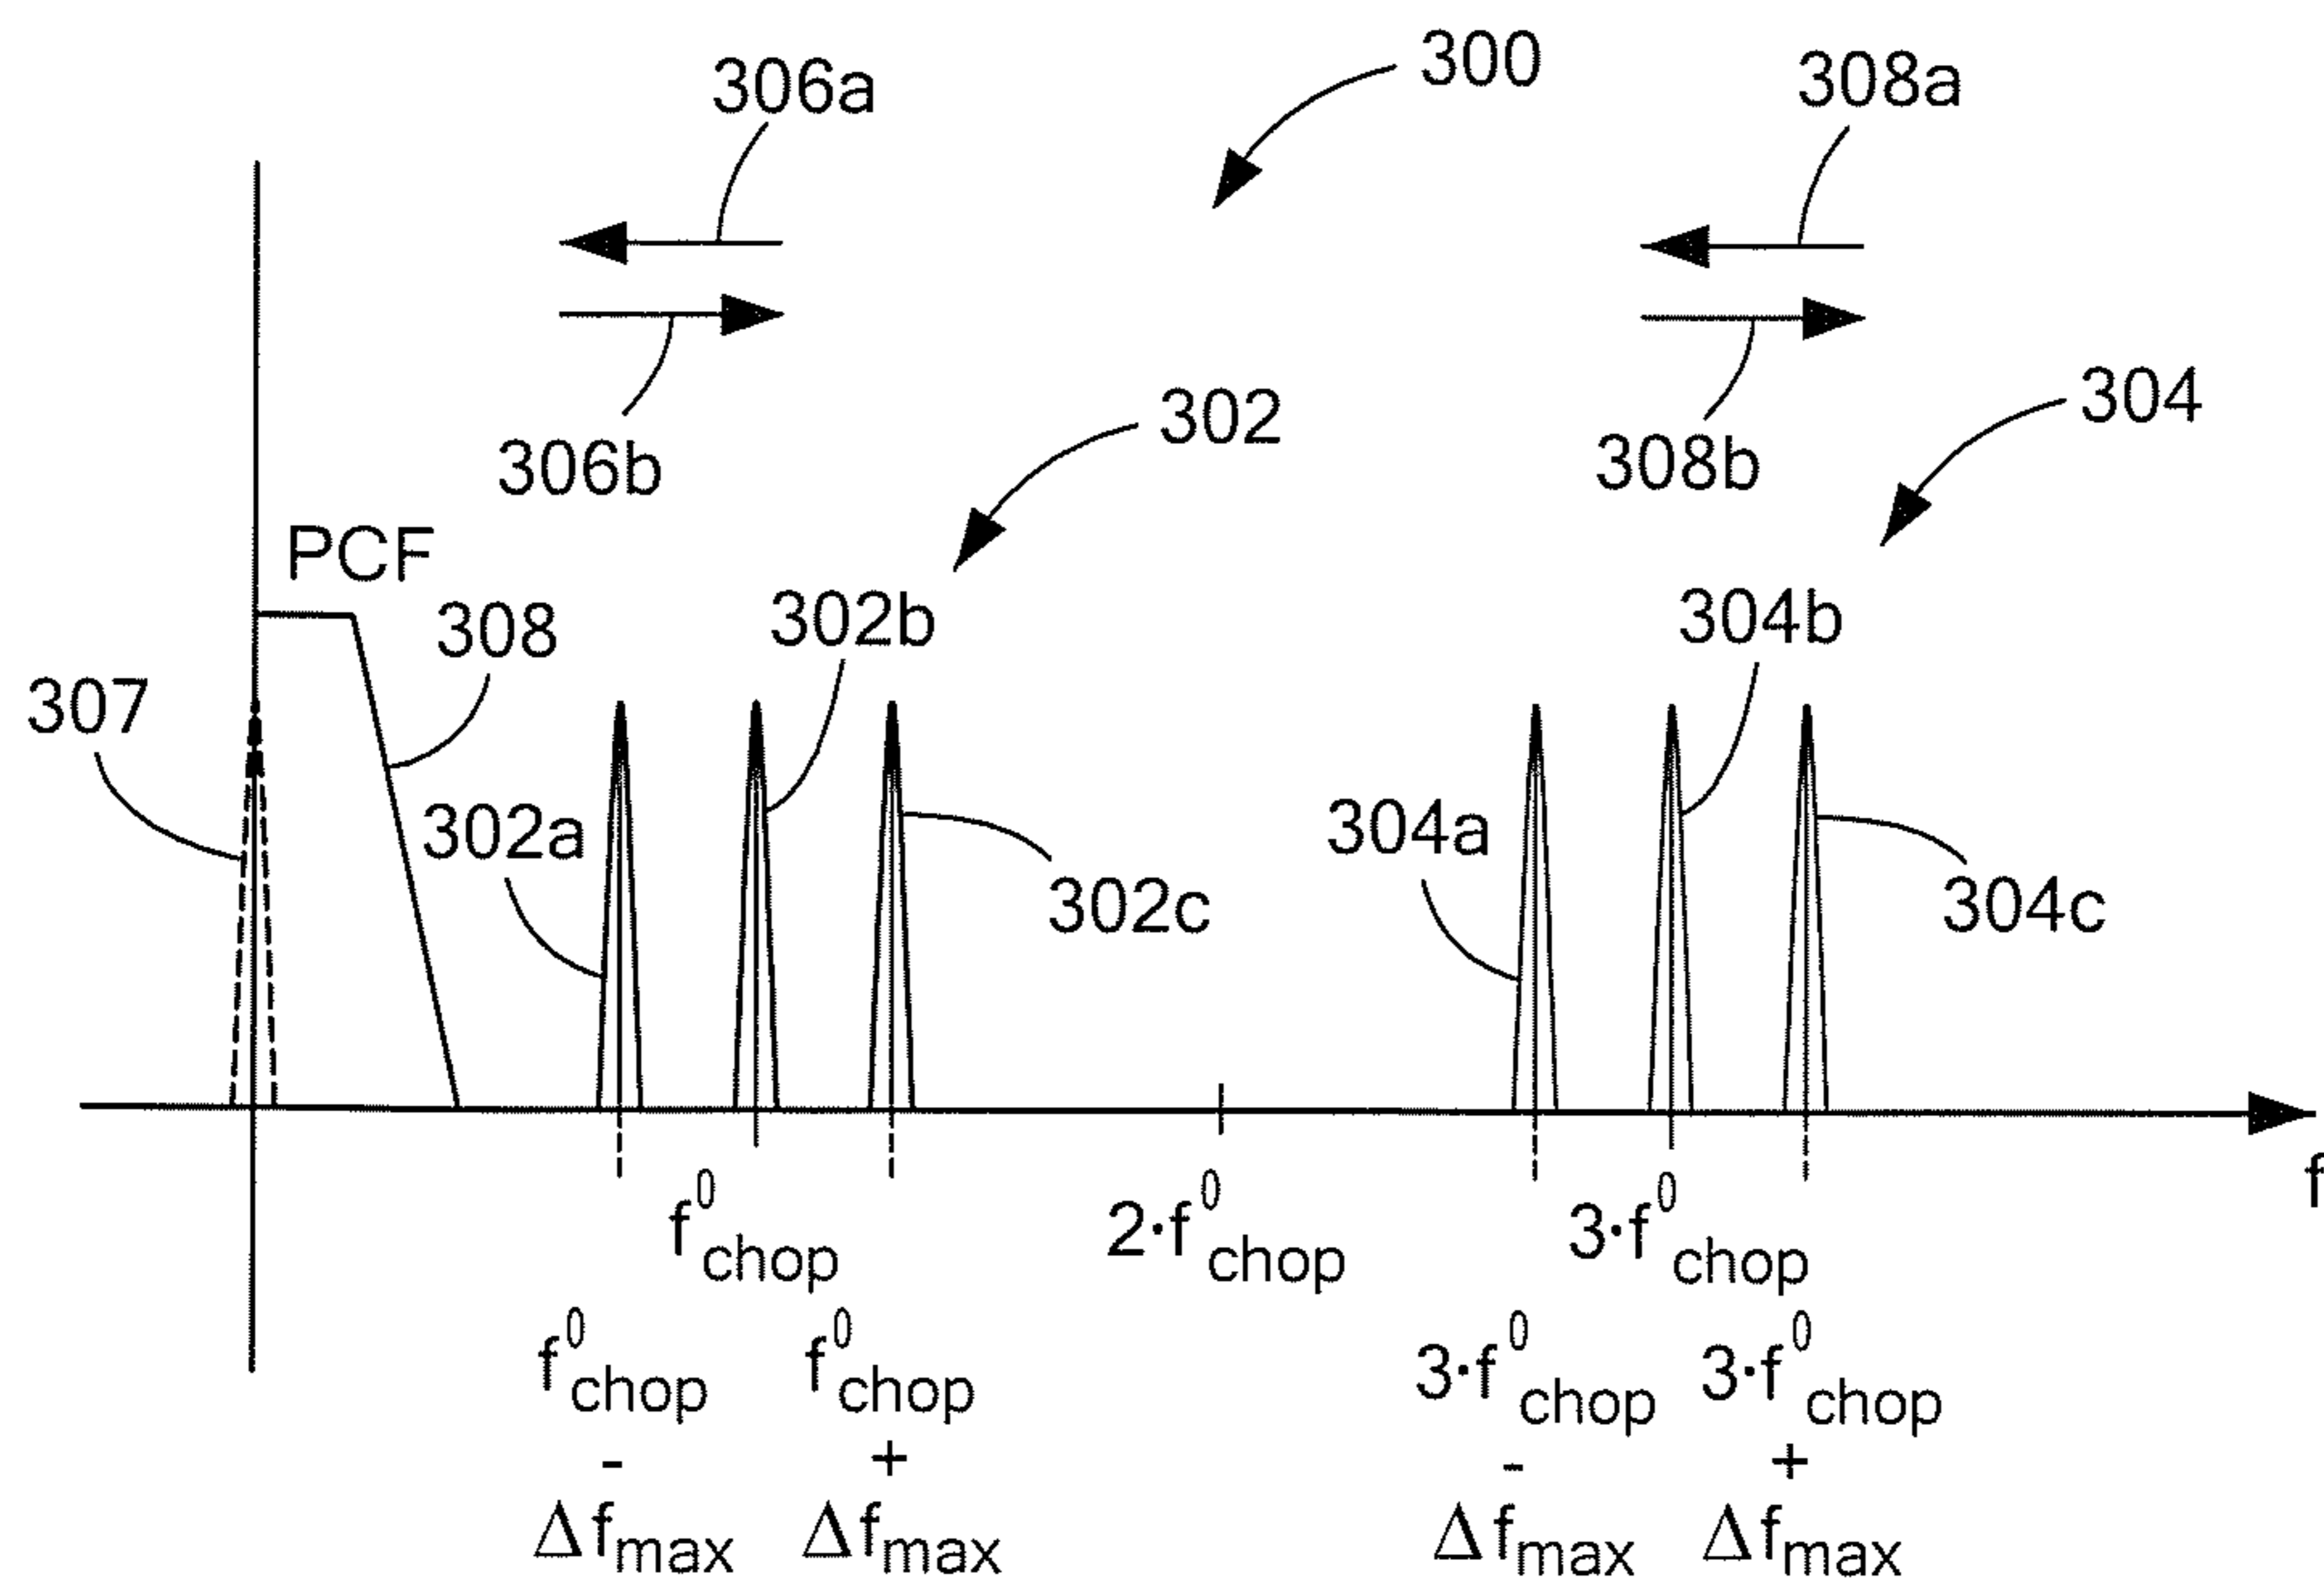 300
306a
308a
306b
302
304
308b
PCF
308
302b
304b
307
302a
302c
304a
304c
f⁰chop
2·f⁰chop
3·f⁰chop
f
f⁰chop - Δfmax
f⁰chop + Δfmax
3·f⁰chop - Δfmax
3·f⁰chop + Δfmax